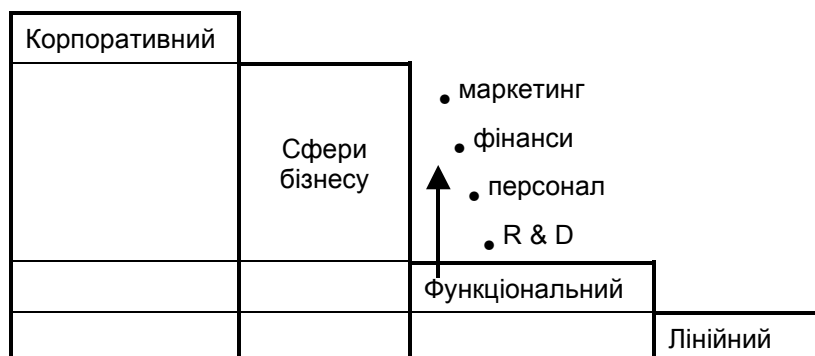 Корпоративний
Сфери
бізнесу
• маркетинг
• фінанси
• персонал
• R & D
Функціональний
Лінійний